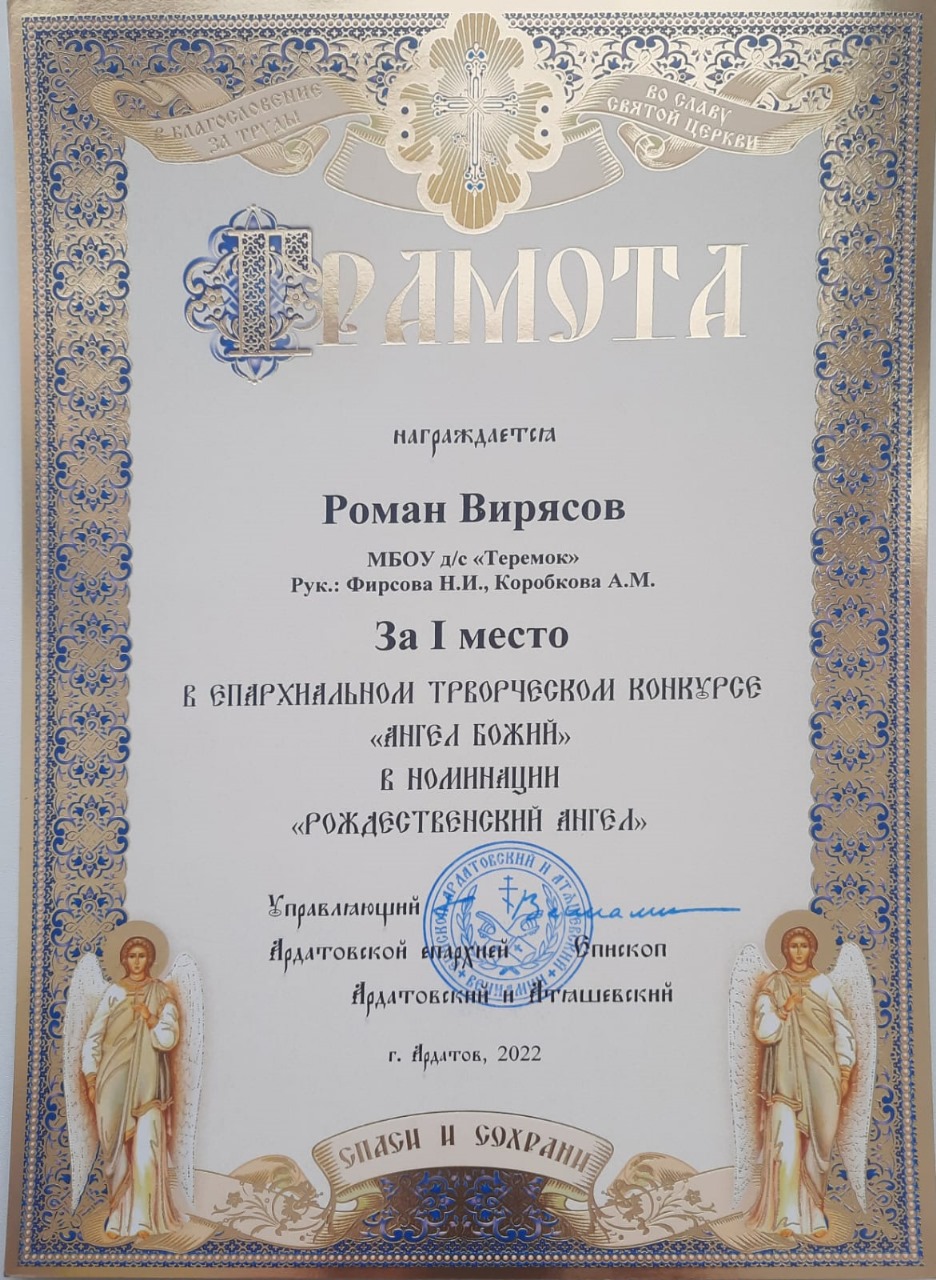 В БЛАГОСЛОВЕНИЕ
ЗА ТРУДЫ
ВО СЛАВУ
СВЯТОЙ ЦЕРКВИ
ГРАМОТА
награждается
Роман Вирясов
МБОУ д/с «Теремок»
Рук.: Фирсова Н.И., Коробкова А.М.
За I место
В ЕПАРХИАЛЬНОМ ТРВОРЧЕСКОМ КОНКУРСЕ
«АНГЕЛ БОЖИЙ»
В НОМИНАЦИИ
«РОЖДЕСТВЕНСКИЙ АНГЕЛ»
Управляющий
Ардатовской епархией Епископ
Ардатовский и Атяшевский
г. Ардатов, 2022
СПАСИ И СОХРАНИ